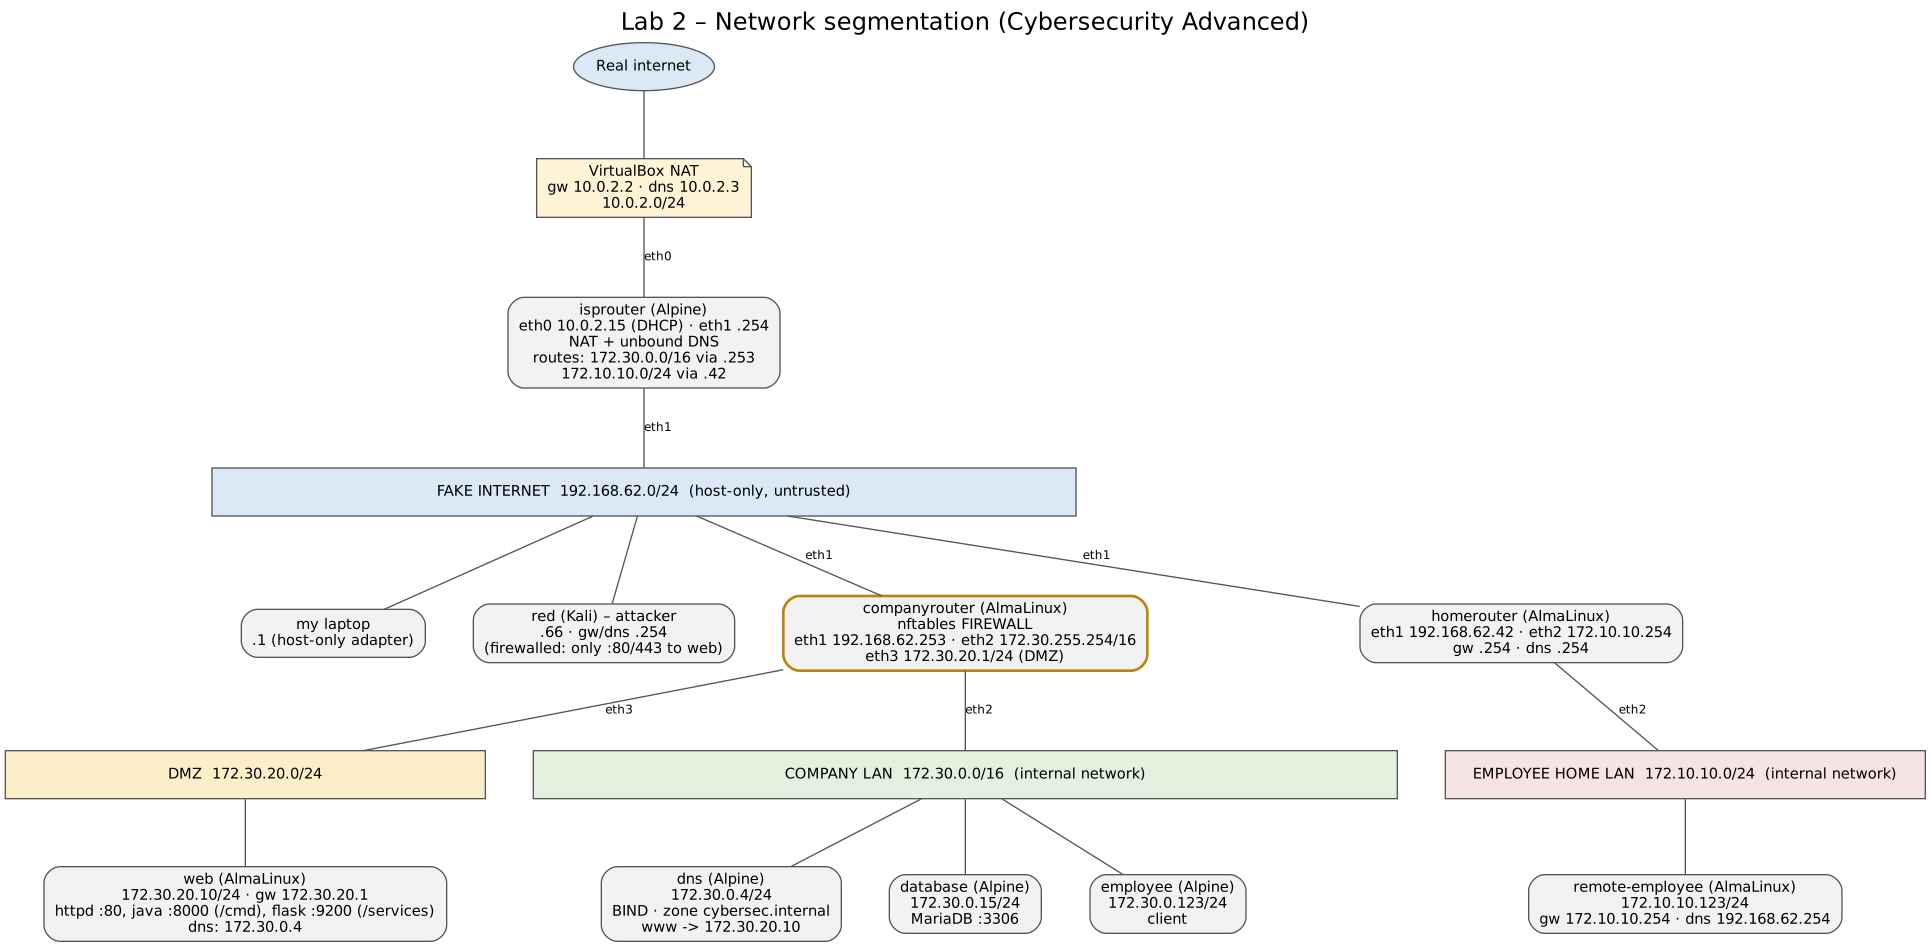 Lab 2 – Network segmentation (Cybersecurity Advanced)
Real internet
VirtualBox NAT
gw 10.0.2.2 · dns 10.0.2.3
10.0.2.0/24
eth0
isprouter (Alpine)
eth0 10.0.2.15 (DHCP) · eth1 .254
NAT + unbound DNS
routes: 172.30.0.0/16 via .253
172.10.10.0/24 via .42
eth1
FAKE INTERNET  192.168.62.0/24  (host-only, untrusted)
eth1
eth1
my laptop
.1 (host-only adapter)
red (Kali) – attacker
.66 · gw/dns .254
(firewalled: only :80/443 to web)
companyrouter (AlmaLinux)
nftables FIREWALL
eth1 192.168.62.253 · eth2 172.30.255.254/16
eth3 172.30.20.1/24 (DMZ)
homerouter (AlmaLinux)
eth1 192.168.62.42 · eth2 172.10.10.254
gw .254 · dns .254
eth3
eth2
eth2
DMZ  172.30.20.0/24
COMPANY LAN  172.30.0.0/16  (internal network)
EMPLOYEE HOME LAN  172.10.10.0/24  (internal network)
web (AlmaLinux)
172.30.20.10/24 · gw 172.30.20.1
httpd :80, java :8000 (/cmd), flask :9200 (/services)
dns: 172.30.0.4
dns (Alpine)
172.30.0.4/24
BIND · zone cybersec.internal
www -> 172.30.20.10
database (Alpine)
172.30.0.15/24
MariaDB :3306
employee (Alpine)
172.30.0.123/24
client
remote-employee (AlmaLinux)
172.10.10.123/24
gw 172.10.10.254 · dns 192.168.62.254